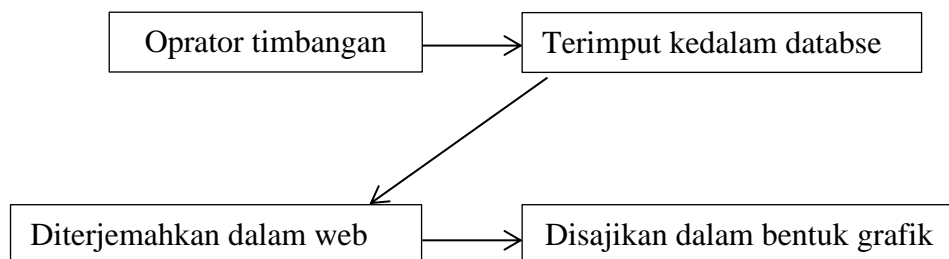 Oprator timbangan
Terimput kedalam databse
Diterjemahkan dalam web
Disajikan dalam bentuk grafik